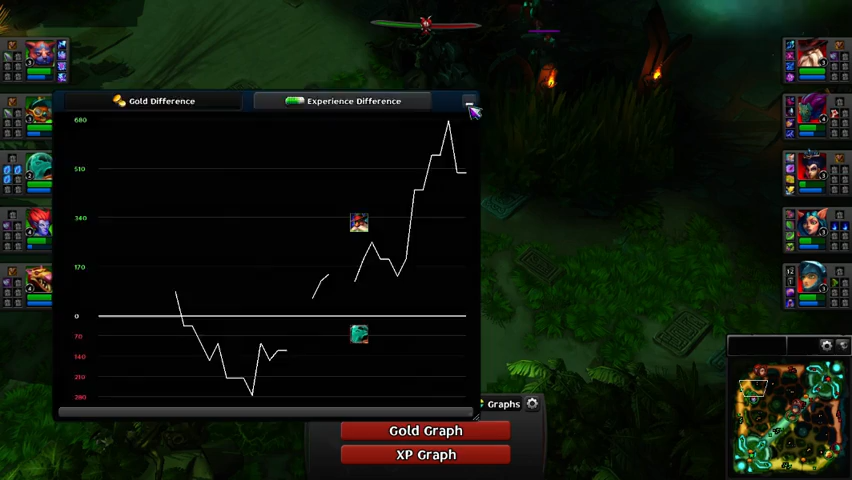 Gold Difference
Experience Difference
680
510
340
170
0
70
140
210
280
Graphs
Gold Graph
XP Graph